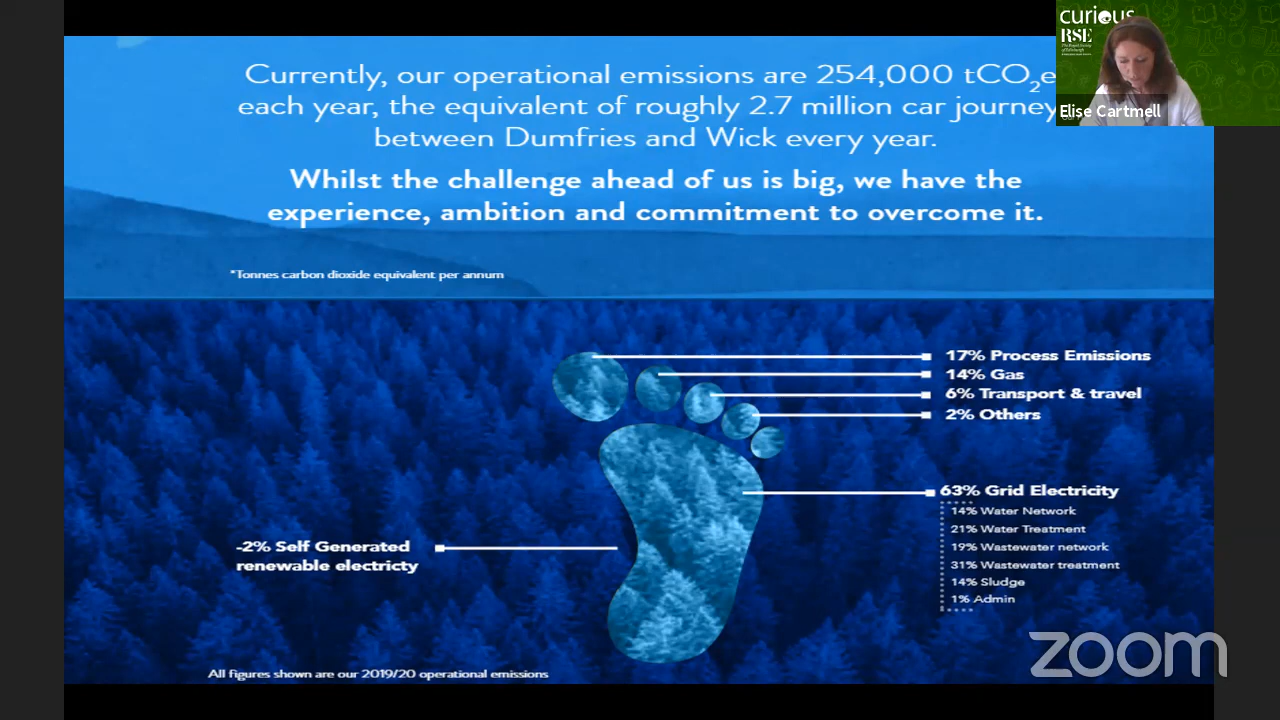 Currently, our operational emissions are 254,000 tCO2e
each year, the equivalent of roughly 2.7 million car journey
between Dumfries and Wick every year.
Whilst the challenge ahead of us is big, we have the
experience, ambition and commitment to overcome it.
*Tonnes carbon dioxide equivalent per annum
curious
RSE
Elise Cartmell
17% Process Emissions
14% Gas
6% Transport & travel
2% Others
63% Grid Electricity
14% Water Network
21% Water Treatment
19% Wastewater network
31% Wastewater treatment
14% Sludge
1% Admin
-2% Self Generated
renewable electricty
All figures shown are our 2019/20 operational emissions
zoom